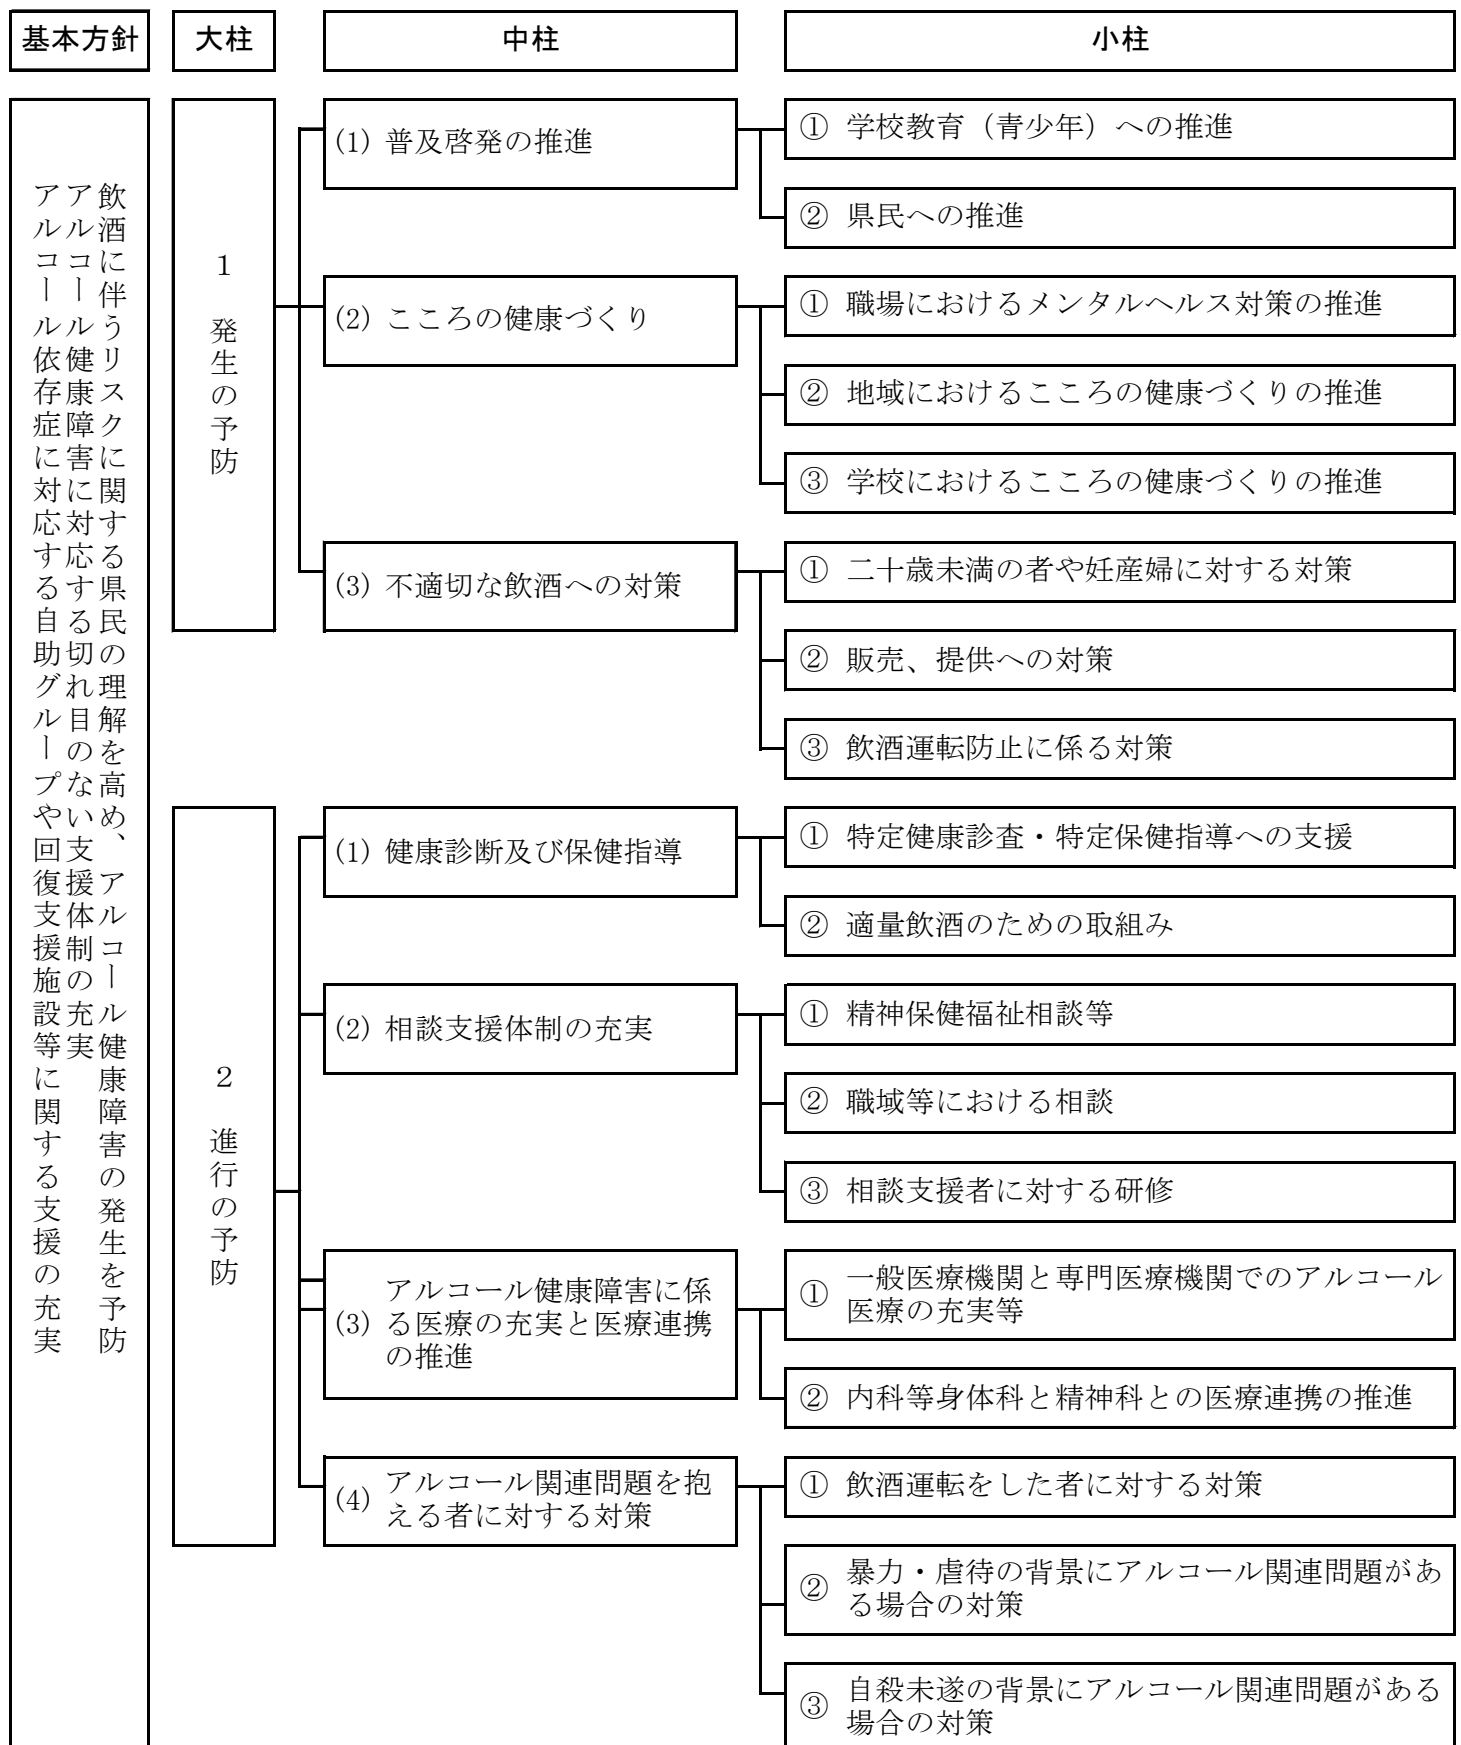 基本方針
大柱
中柱
小柱
飲酒に伴うリスクに関する県民の理解を高め、アルコール健康障害の発生を予防
アルコール健康障害に対応する切れ目のない支援体制の充実
アルコール依存症に対応する自助グループや回復支援施設等に関する支援の充実
1 発生の予防
(1) 普及啓発の推進
① 学校教育（青少年）への推進
② 県民への推進
(2) こころの健康づくり
① 職場におけるメンタルヘルス対策の推進
② 地域におけるこころの健康づくりの推進
③ 学校におけるこころの健康づくりの推進
(3) 不適切な飲酒への対策
① 二十歳未満の者や妊産婦に対する対策
② 販売、提供への対策
③ 飲酒運転防止に係る対策
2 進行の予防
(1) 健康診断及び保健指導
① 特定健康診査・特定保健指導への支援
② 適量飲酒のための取組み
(2) 相談支援体制の充実
① 精神保健福祉相談等
② 職域等における相談
③ 相談支援者に対する研修
(3) アルコール健康障害に係
る医療の充実と医療連携
の推進
① 一般医療機関と専門医療機関でのアルコール
医療の充実等
② 内科等身体科と精神科との医療連携の推進
(4) アルコール関連問題を抱
える者に対する対策
① 飲酒運転をした者に対する対策
② 暴力・虐待の背景にアルコール関連問題があ
る場合の対策
③ 自殺未遂の背景にアルコール関連問題がある
場合の対策